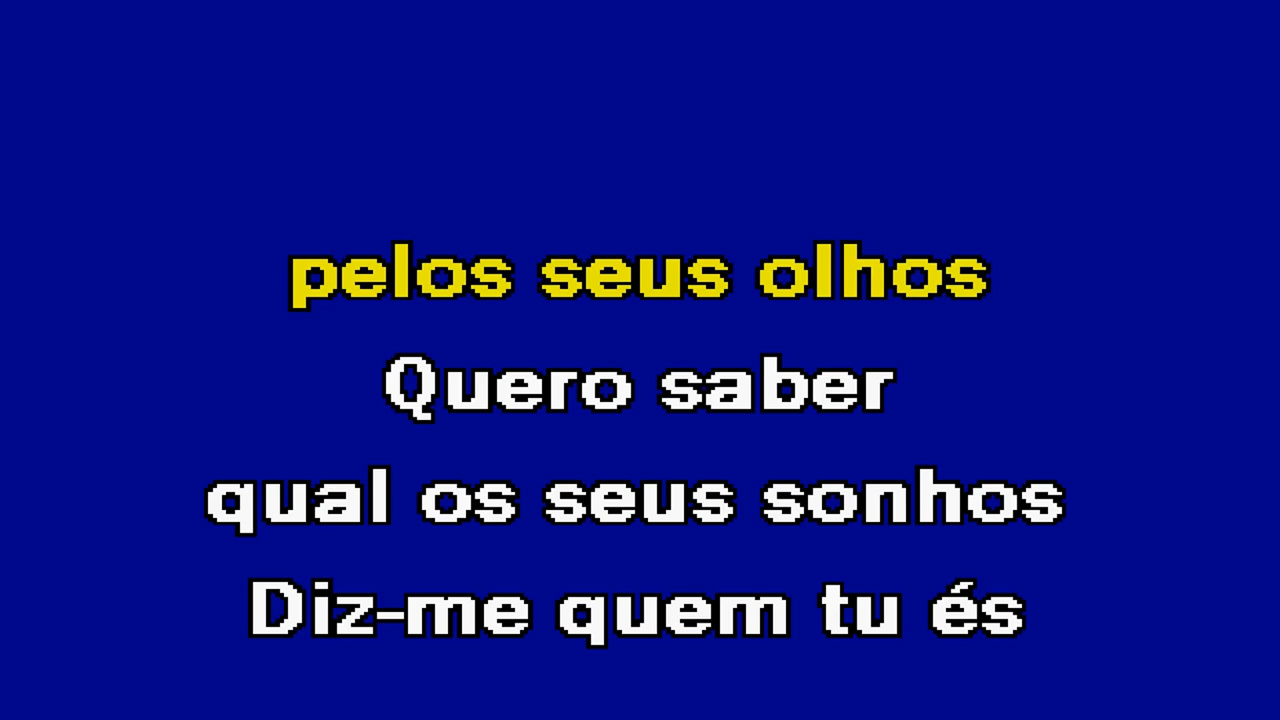 pelos seus olhos
Quero saber
qual os seus sonhos
Diz-me quem tu és